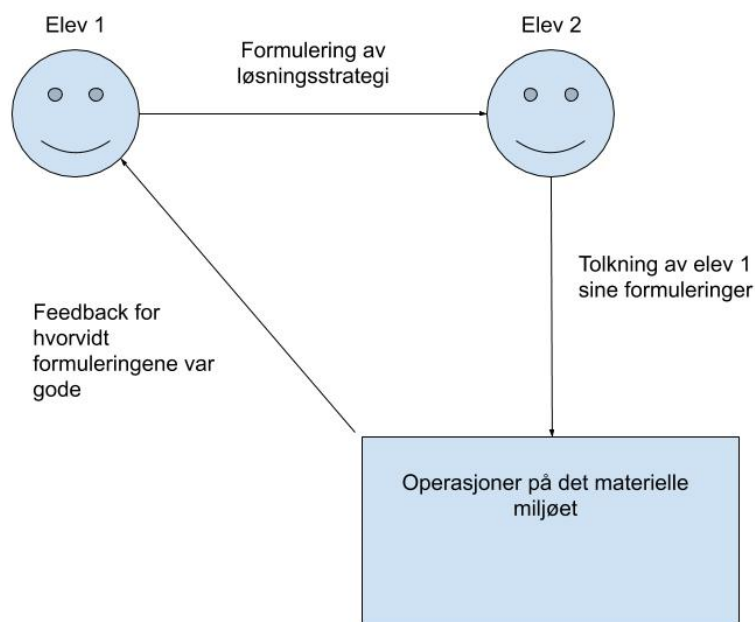 Elev 1
Elev 2
Formulering av
løsningsstrategi
Tolkning av elev 1
sine formuleringer
Feedback for
hvorvidt
formuleringene var
gode
Operasjoner på det materielle
miljøet